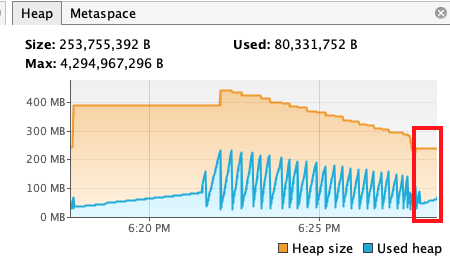 Heap Metaspace
Size: 253,755,392 B Used: 80,331,752 B
Max: 4,294,967,296 B
400 MB
300 MB
200 MB
100 MB
0 MB
6:20 PM 6:25 PM
Heap size Used heap